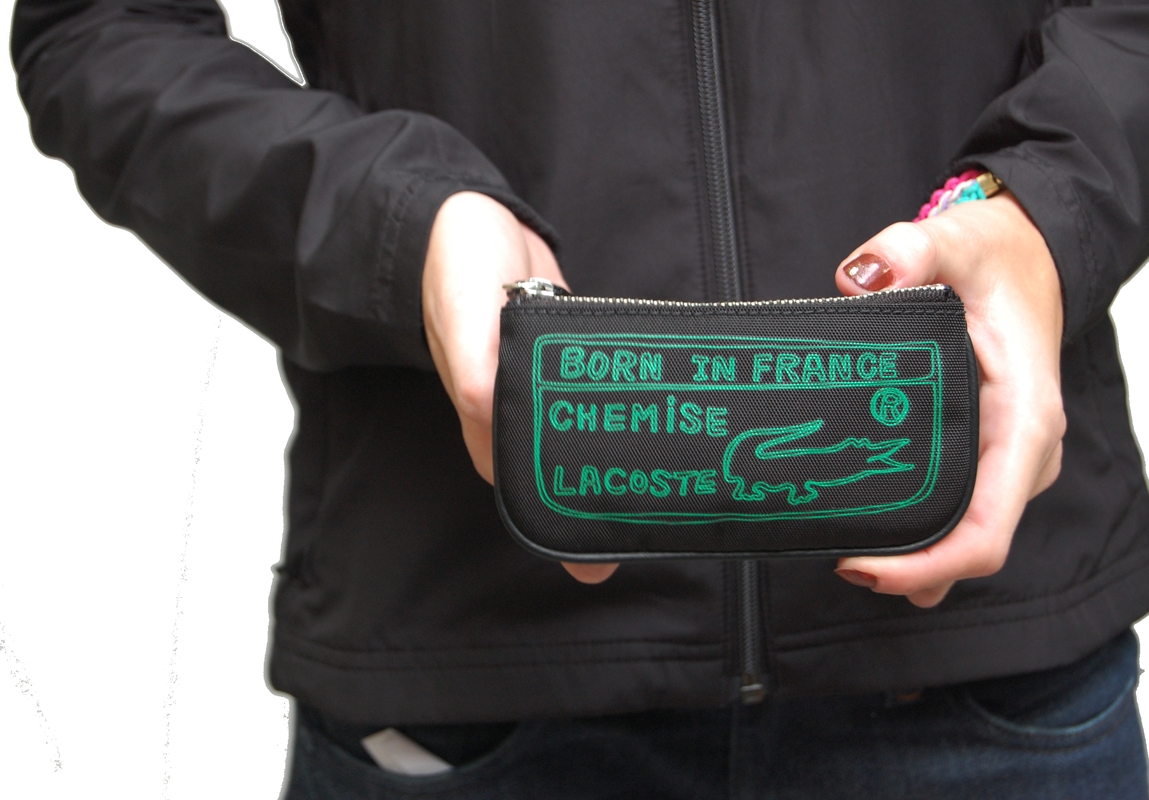 BORN IN FRANCE
®
CHEMiSE
LACOSTE